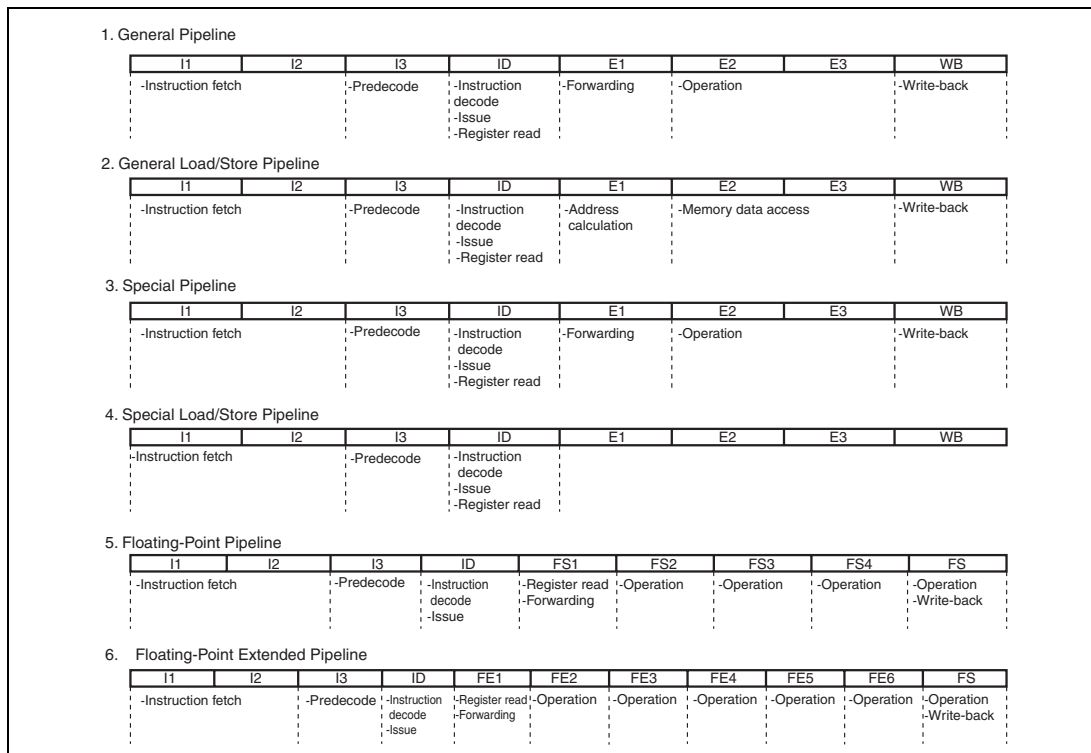 1. General Pipeline
I1 I2 I3 ID E1 E2 E3 WB
-Instruction fetch -Predecode -Instruction -Forwarding -Operation -Write-back
decode
-Issue
-Register read
2. General Load/Store Pipeline
I1 I2 I3 ID E1 E2 E3 WB
-Instruction fetch -Predecode -Instruction -Address -Memory data access -Write-back
decode calculation
-Issue
-Register read
3. Special Pipeline
I1 I2 I3 ID E1 E2 E3 WB
-Instruction fetch -Predecode -Instruction -Forwarding -Operation -Write-back
decode
-Issue
-Register read
4. Special Load/Store Pipeline
I1 I2 I3 ID E1 E2 E3 WB
-Instruction fetch -Predecode -Instruction
decode
-Issue
-Register read
5. Floating-Point Pipeline
I1 I2 I3 ID FS1 FS2 FS3 FS4 FS
-Instruction fetch -Predecode -Instruction -Register read -Operation -Operation -Operation -Operation
decode -Forwarding -Write-back
-Issue
6. Floating-Point Extended Pipeline
I1 I2 I3 ID FE1 FE2 FE3 FE4 FE5 FE6 FS
-Instruction fetch -Predecode -Instruction -Register read -Operation -Operation -Operation -Operation -Operation -Operation
decode -Forwarding -Write-back
-Issue